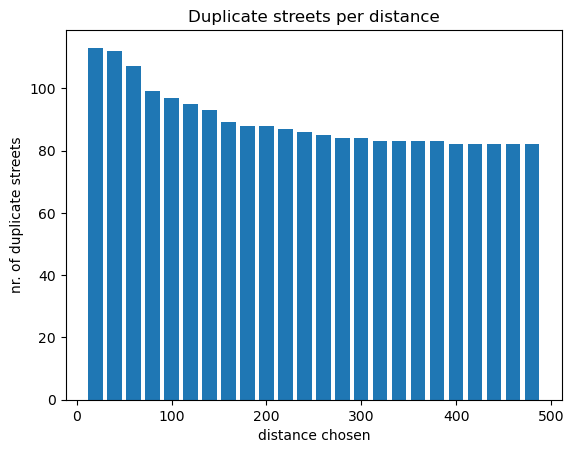 Duplicate streets per distance
nr. of duplicate streets
100
80
60
40
20
0
0 100 200 300 400 500
distance chosen